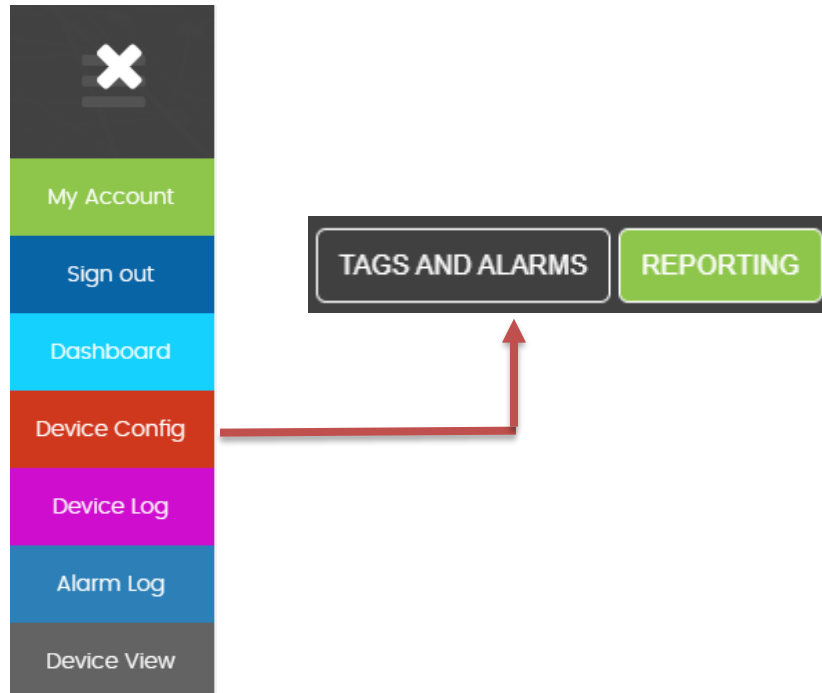 My Account
Sign out
Dashboard
Device Config
Device Log
Alarm Log
Device View
TAGS AND ALARMS
REPORTING